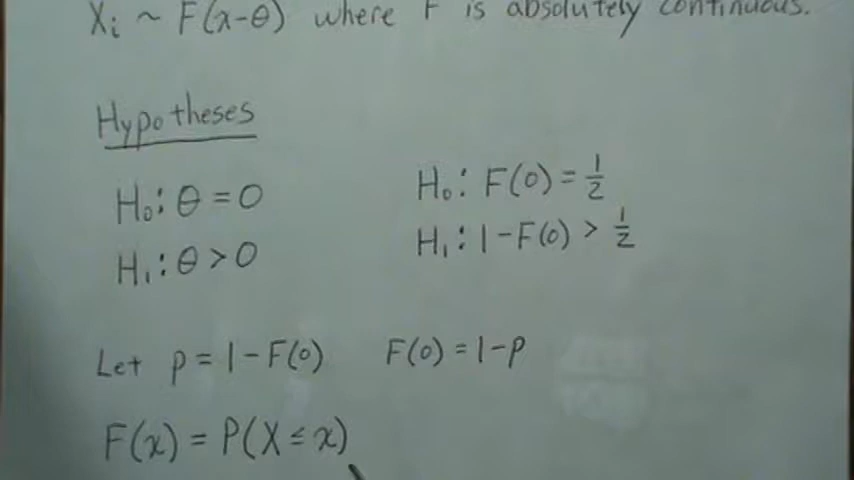 Xi ~ F(x-θ) where F is absolutely continuous.
Hypotheses
H₀: θ = 0 H₀: F(0) = 1/2
H₁: θ > 0 H₁: 1-F(0) > 1/2
Let p = 1-F(0) F(0) = 1-p
F(x) = P(X ≤ x)